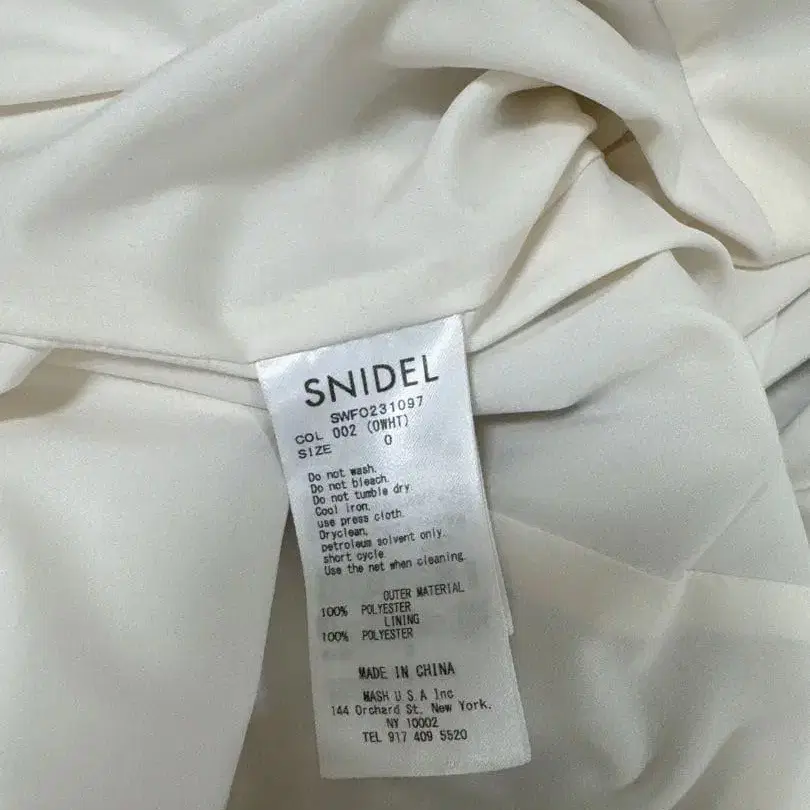 SNIDEL
SWFO231097
COL 002 (OWHT)
SIZE 0
Do not wash.
Do not bleach.
Do not tumble dry.
Cool iron.
use press cloth.
Dryclean.
petroleum solvent only.
short cycle
Use the net when cleaning.
OUTER MATERIAL
100% POLYESTER
LINING
100% POLYESTER
MADE IN CHINA
MASH U.S.A Inc
144 Orchard St, New York.
NY 10002
TEL 917 409 5520